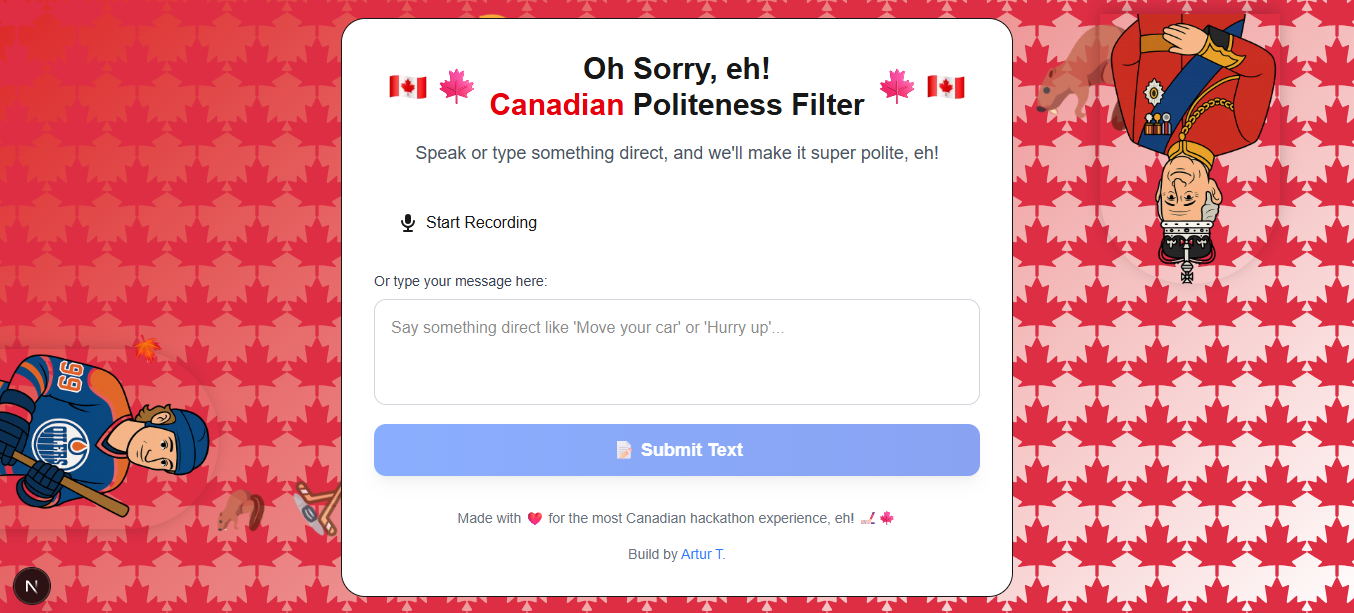 Oh Sorry, eh!
Canadian Politeness Filter
Speak or type something direct, and we'll make it super polite, eh!
Start Recording
Or type your message here:
Say something direct like 'Move your car' or 'Hurry up'...
Submit Text
Made with ❤️ for the most Canadian hackathon experience, eh! 🏒🍁
Build by Artur T.
99
OILERS
N